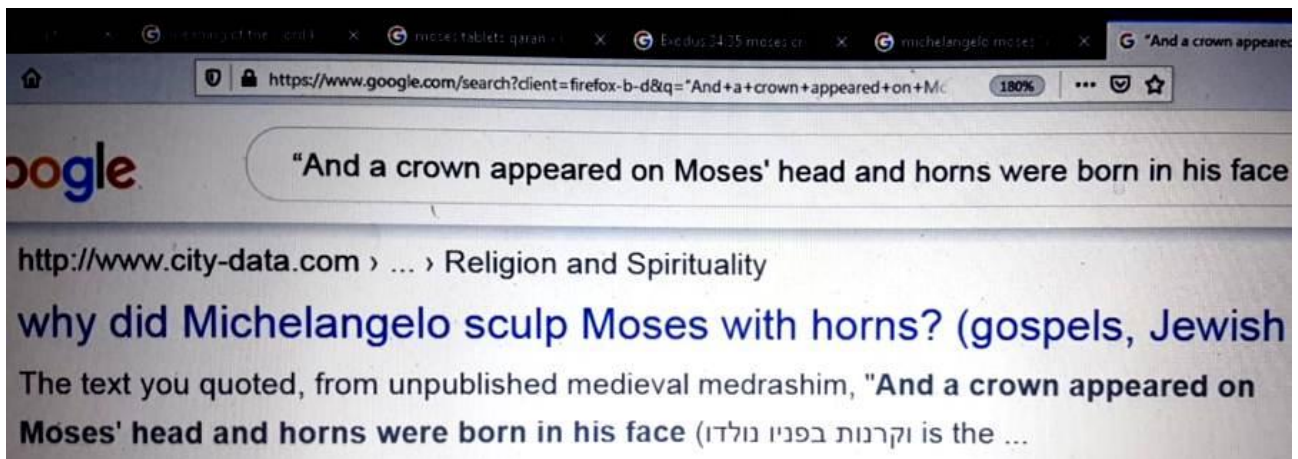 moses tablets qaran
Exodus 34:35 moses cr
michelangelo moses
"And a crown appeared
https://www.google.com/search?client=firefox-b-d&q="And+a+crown+appeared+on+Mo
180%
oogle
“And a crown appeared on Moses' head and horns were born in his face
http://www.city-data.com › ... › Religion and Spirituality
why did Michelangelo sculp Moses with horns? (gospels, Jewish
The text you quoted, from unpublished medieval medrashim, "And a crown appeared on
Moses' head and horns were born in his face (וקרנות בפניו נולדו is the ...